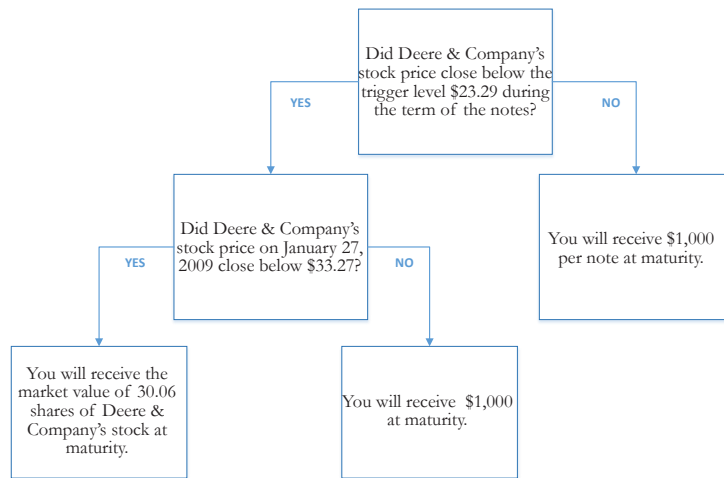 Did Deere & Company's
stock price close below the
trigger level $23.29 during
the term of the notes?
YES
NO
Did Deere & Company's
stock price on January 27,
2009 close below $33.27?
You will receive $1,000
per note at maturity.
YES
NO
You will receive the
market value of 30.06
shares of Deere &
Company's stock at
maturity.
You will receive $1,000
at maturity.